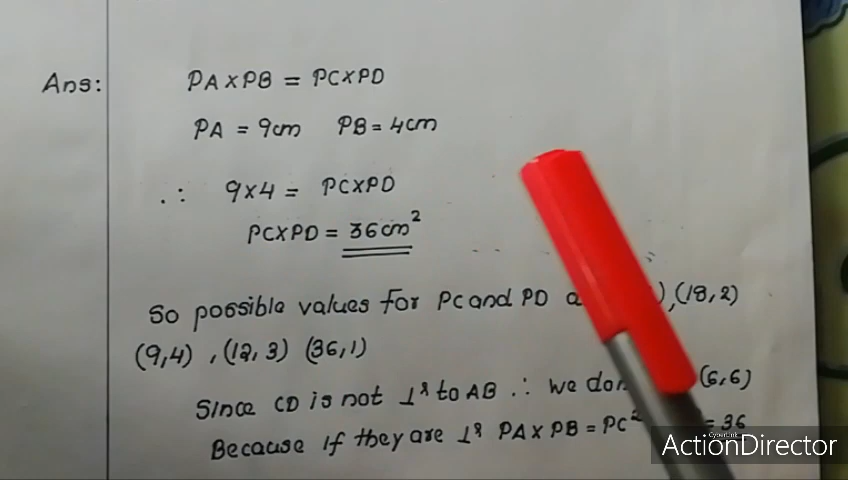 Ans: PA×PB = PC×PD
PA = 9cm PB = 4cm
∴ 9×4 = PC×PD
PC×PD = 36cm²
So possible values for PC and PD ),(18,2)
(9,4) , (12,3) (36,1)
Since CD is not ⊥r to AB ∴ we (6,6)
Because if they are ⊥r PA×PB = PC² = 36
CyberLink
ActionDirector